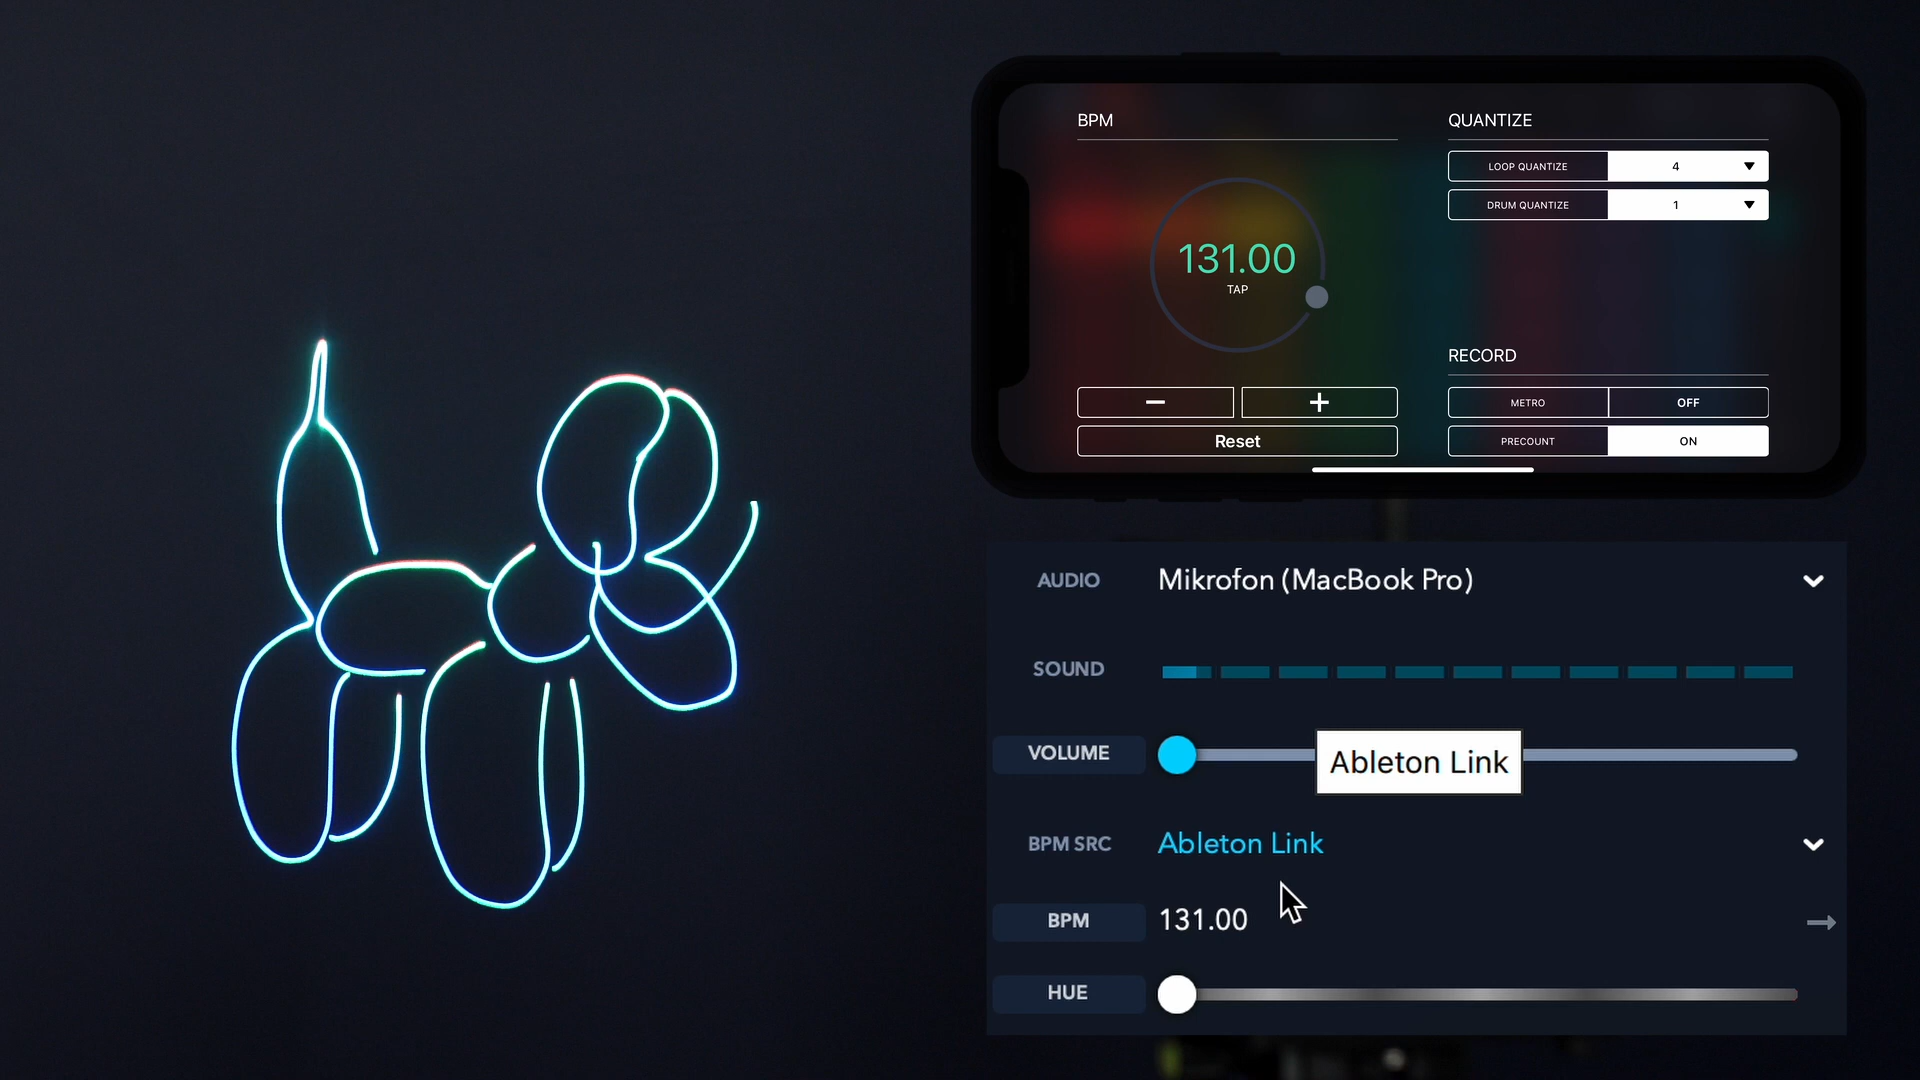 BPM
131.00
TAP
−
+
Reset
QUANTIZE
LOOP QUANTIZE 4
DRUM QUANTIZE 1
RECORD
METRO OFF
PRECOUNT ON
AUDIO Mikrofon (MacBook Pro)
SOUND
VOLUME
Ableton Link
BPM SRC Ableton Link
BPM 131.00
HUE